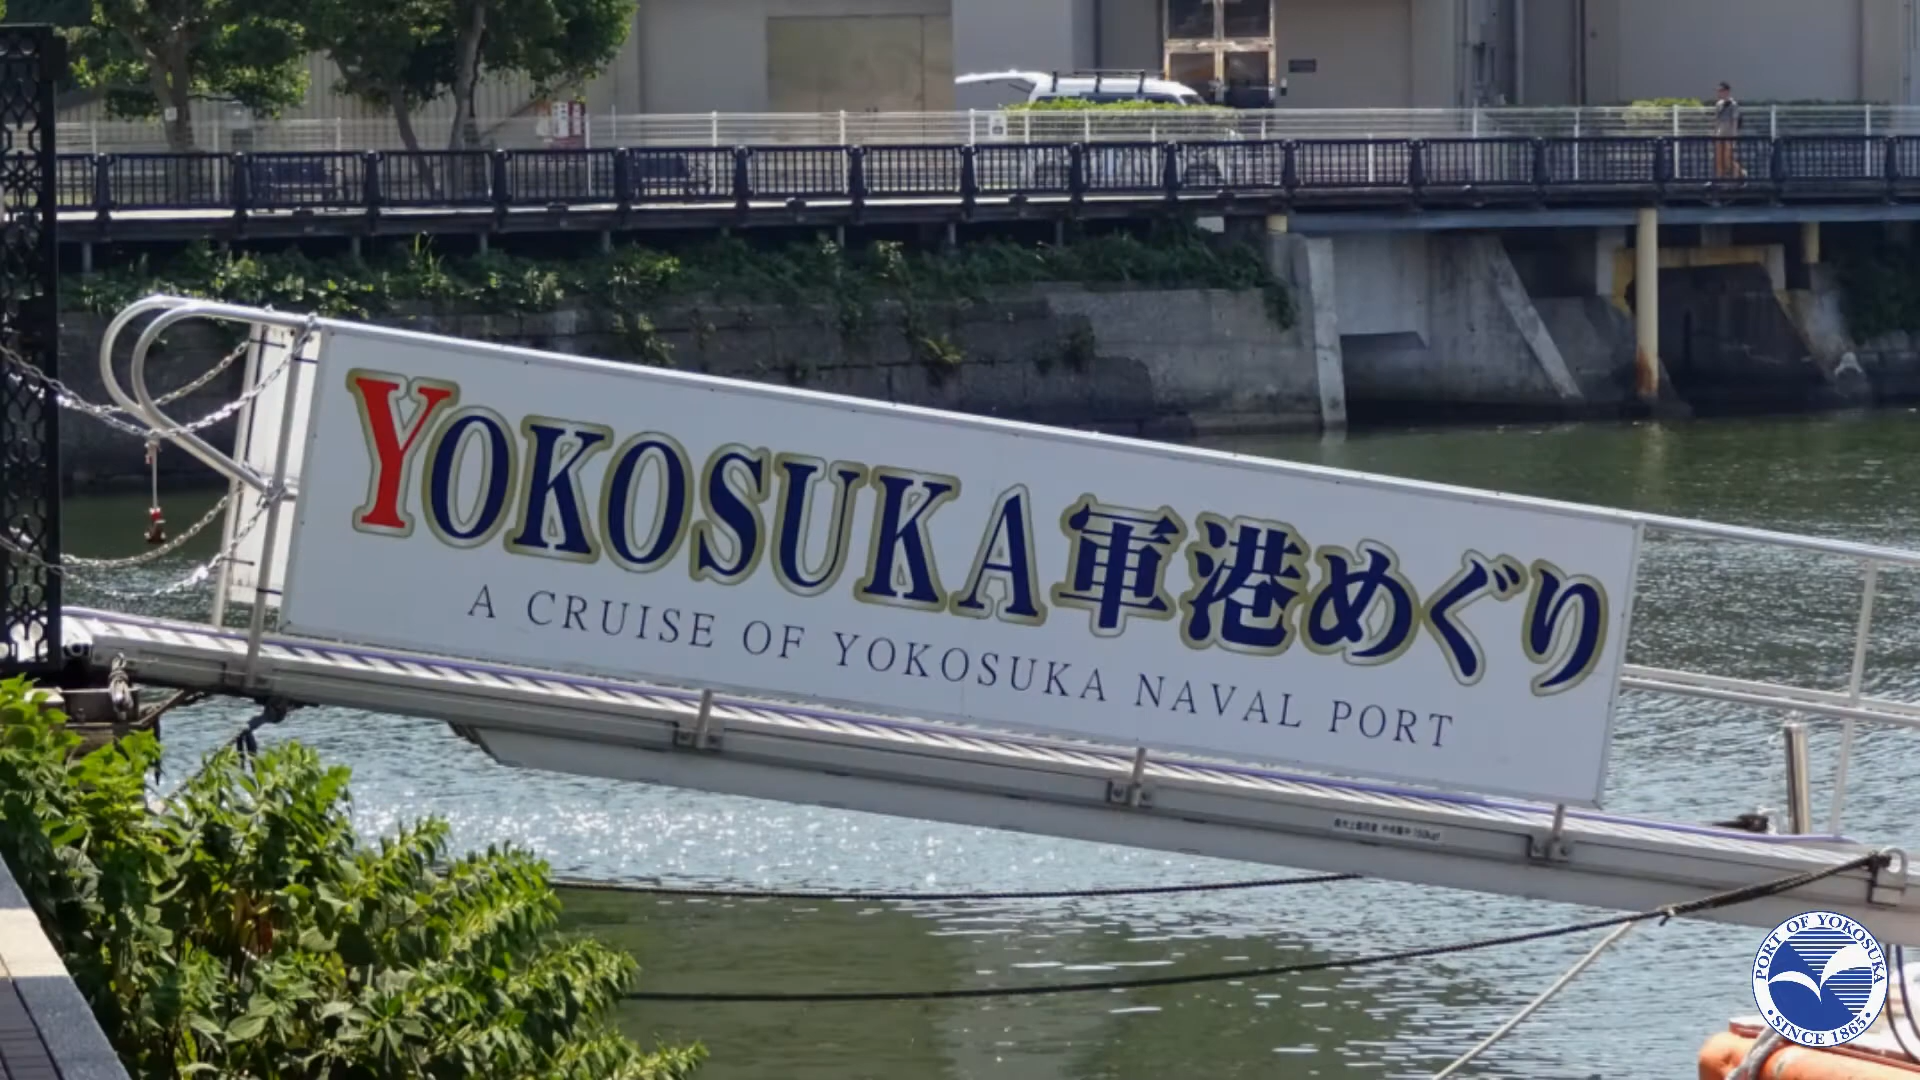 YOKOSUKA軍港めぐり
A CRUISE OF YOKOSUKA NAVAL PORT
PORT OF YOKOSUKA
• SINCE 1865 •